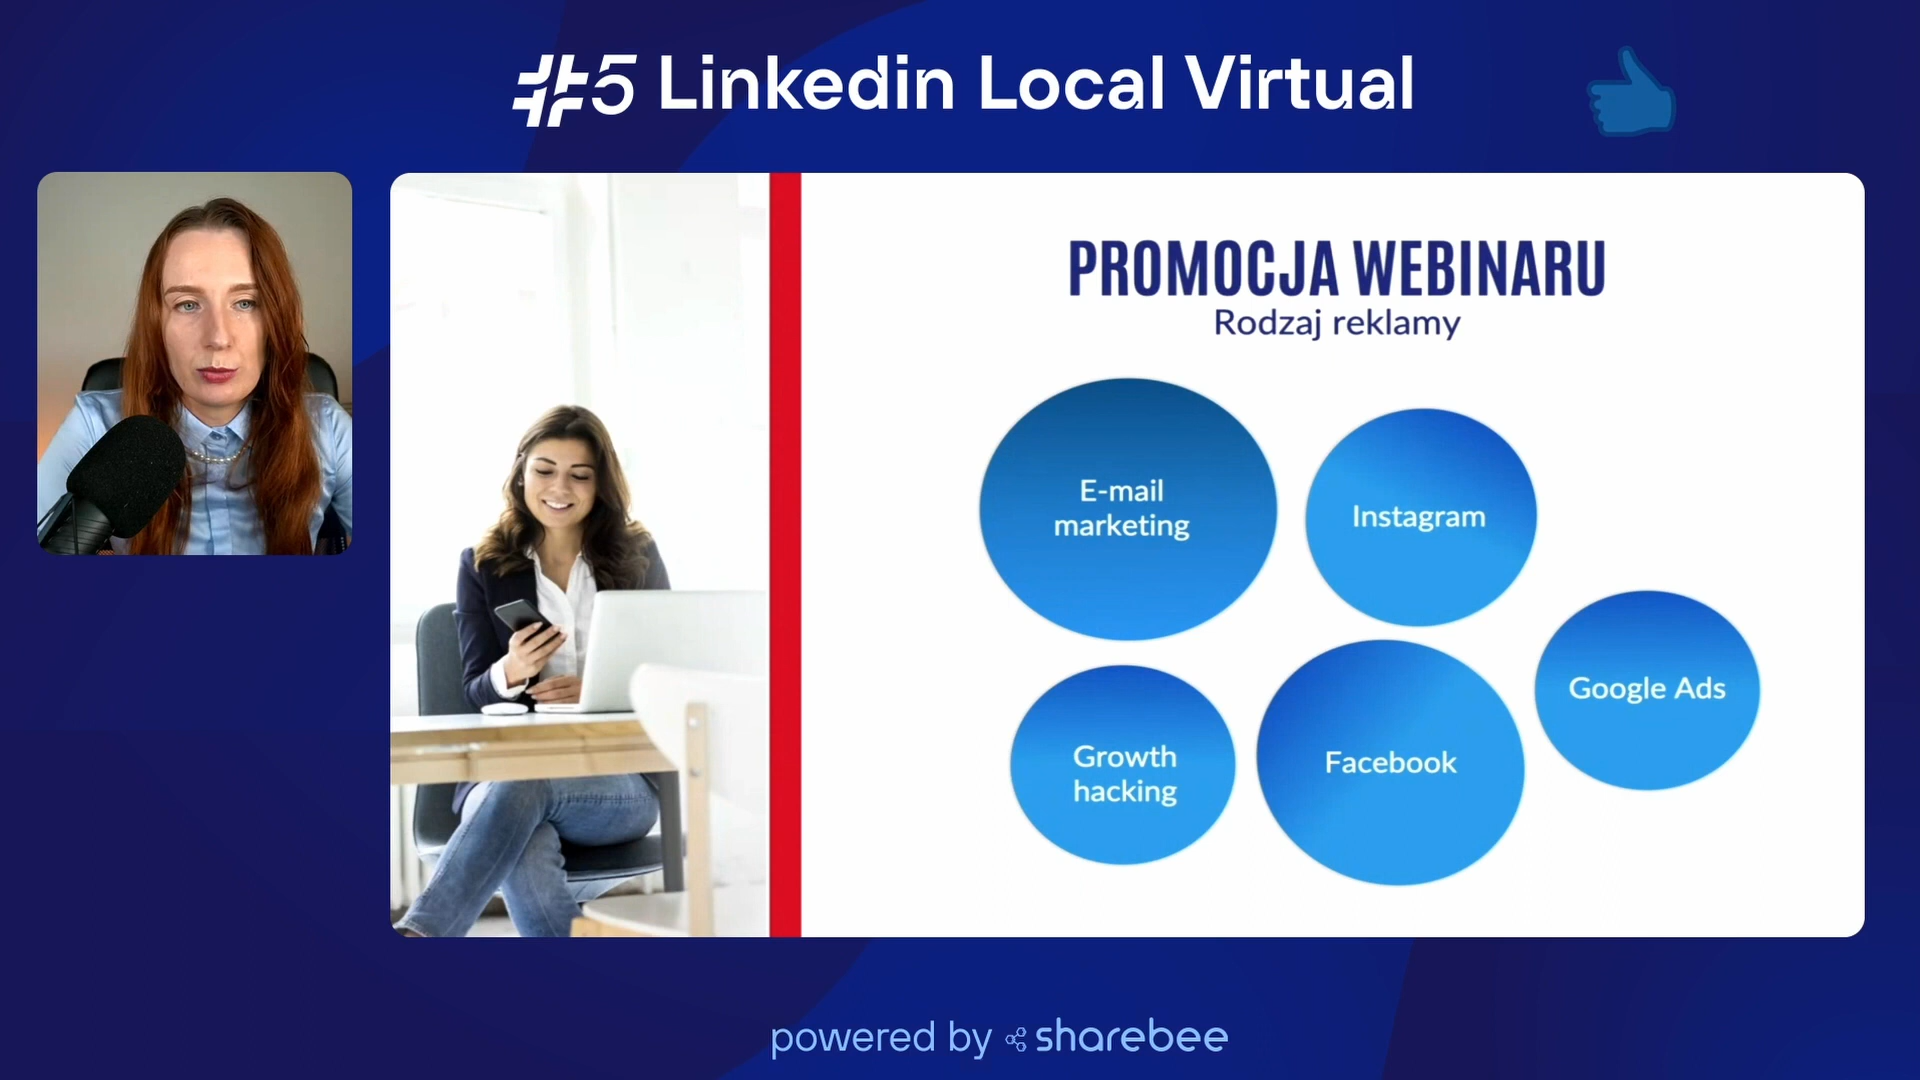 #5 Linkedin Local Virtual
PROMOCJA WEBINARU
Rodzaj reklamy
E-mail
marketing
Instagram
Google Ads
Growth
hacking
Facebook
powered by sharebee